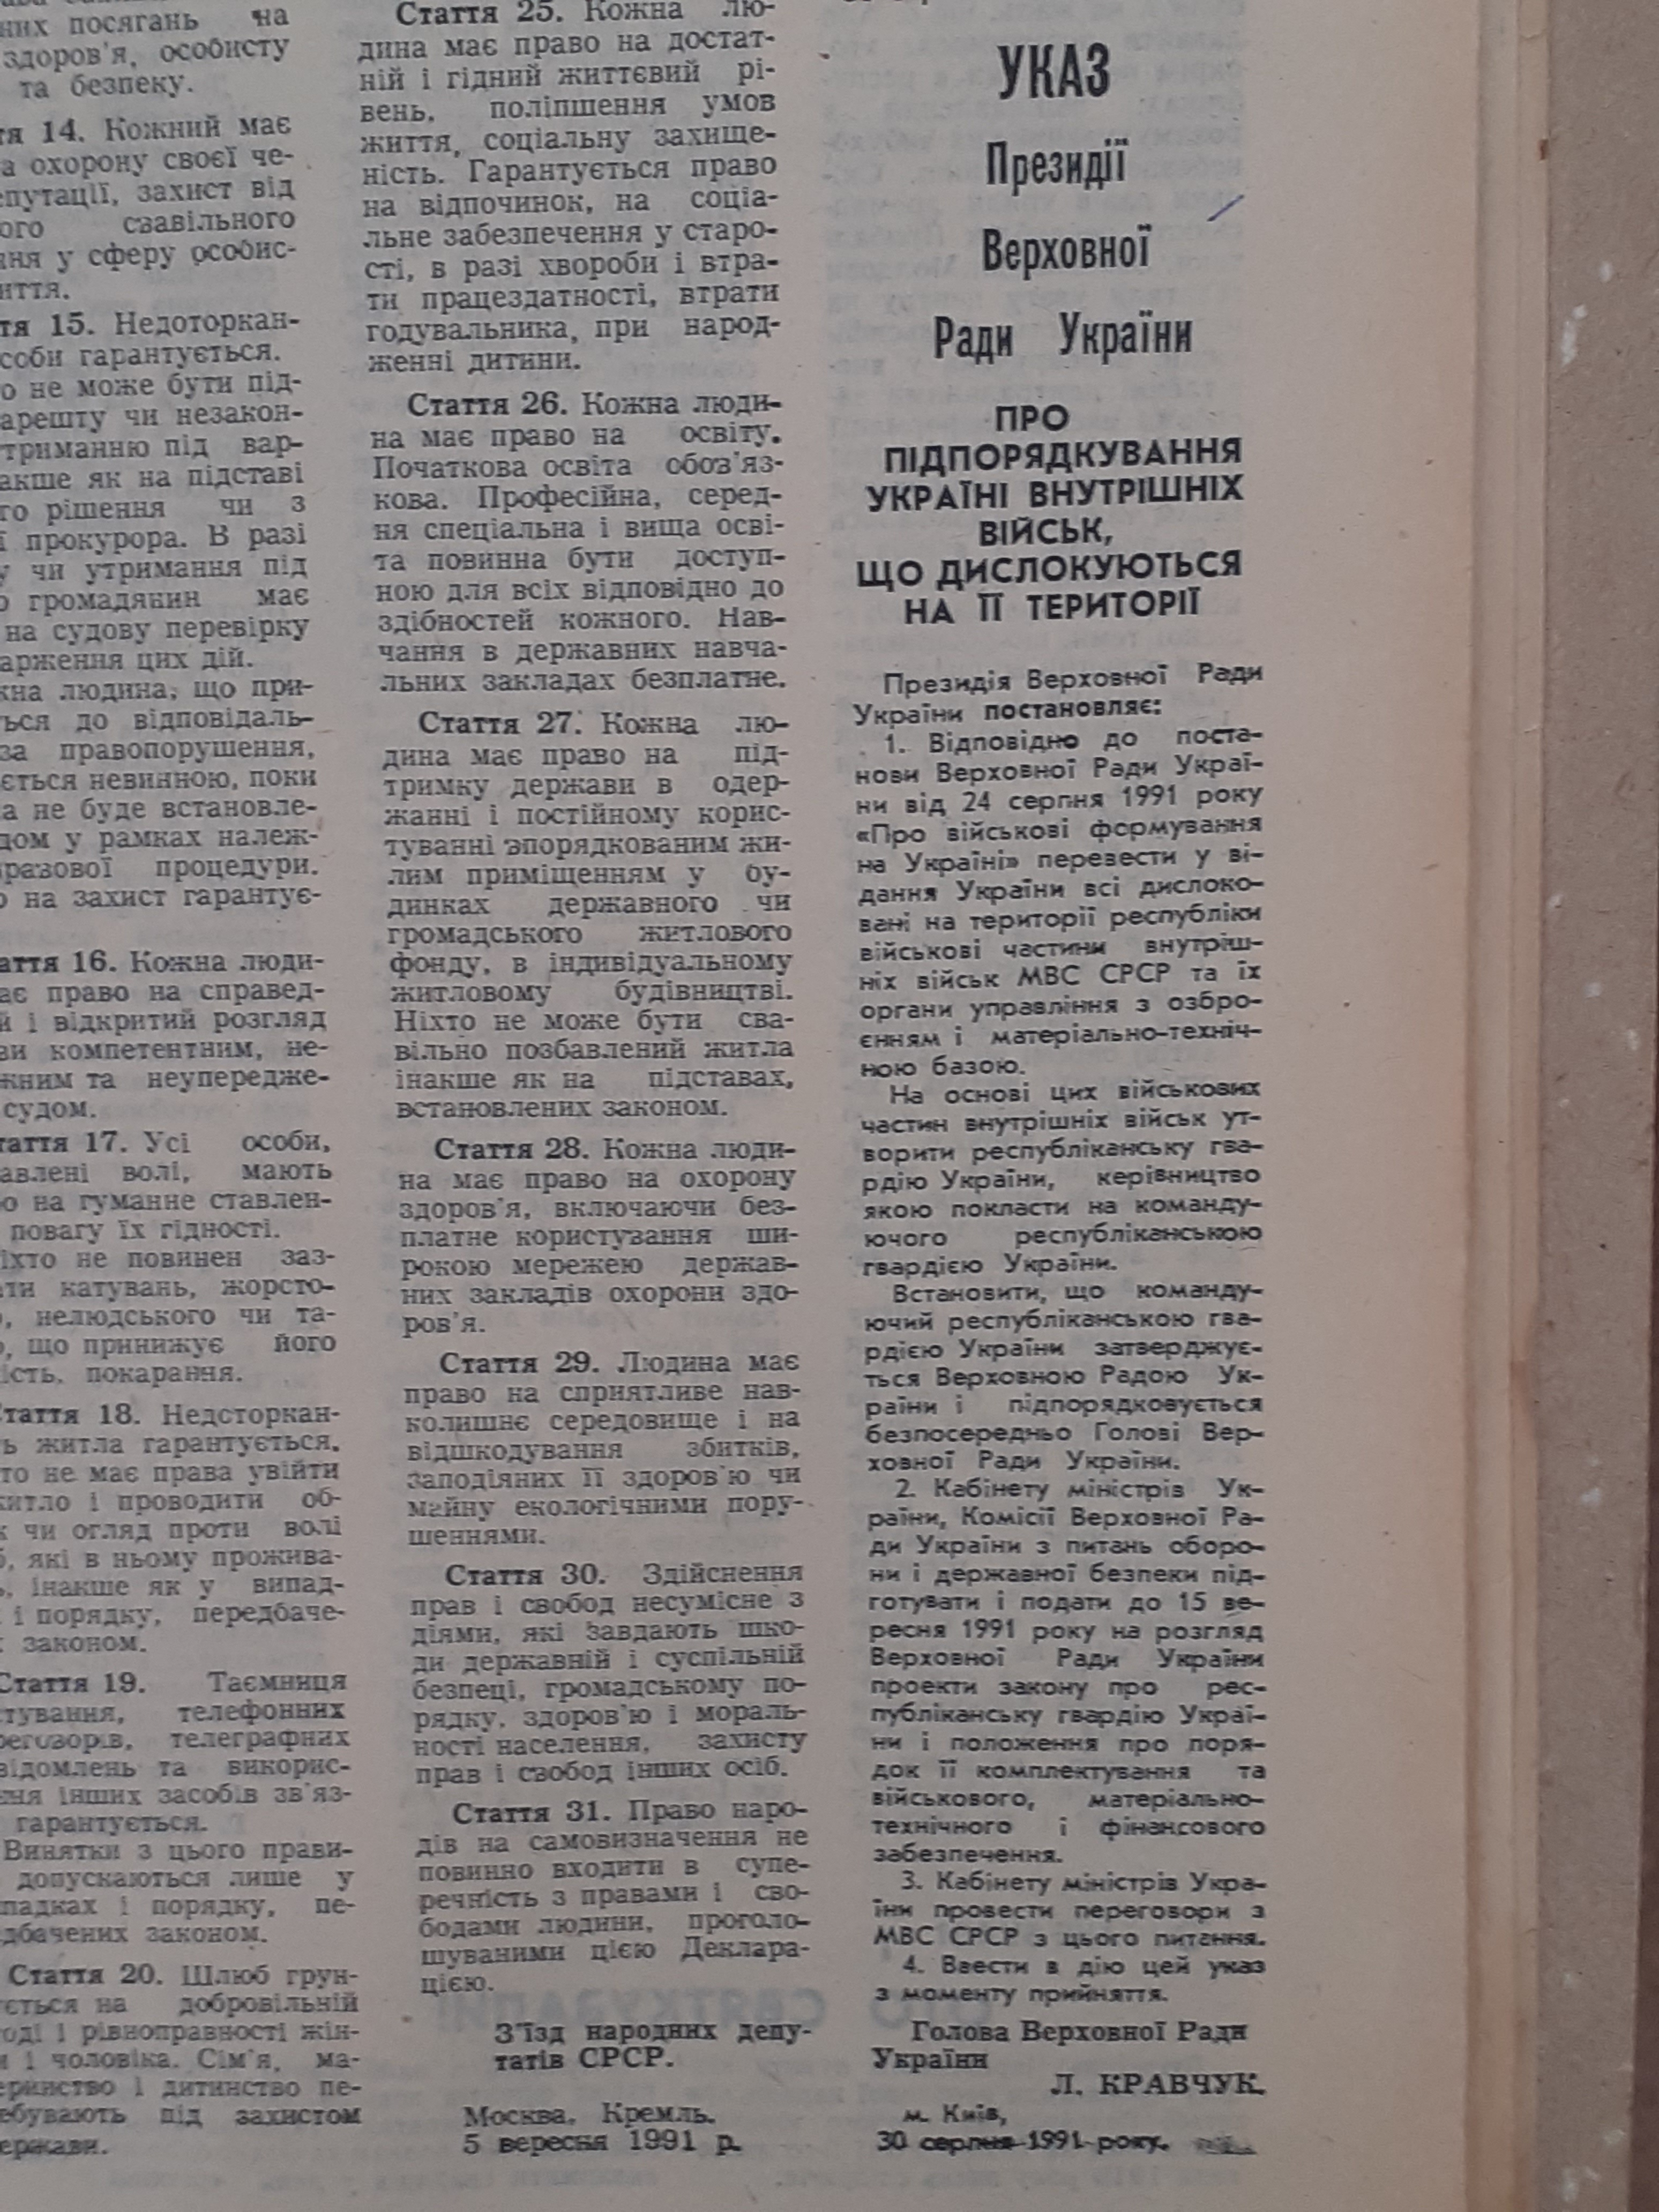 них посягань на
здоров'я, особисту
та безпеку.
тя 14. Кожний має
а охорону своєї че-
епутації, захист від
ого свавільного
ння у сферу особис-
иття.
тя 15. Недоторкан-
соби гарантується.
о не може бути під-
арешту чи незакон-
триманню під вар-
акше як на підставі
го рішення чи з
ї прокурора. В разі
у чи утримання під
ю громадянин має
на судову перевірку
арження цих дій.
жна людина, що при-
ться до відповідаль-
за правопорушення,
ється невинною, поки
а не буде встановле-
дом у рамках належ-
разової процедури.
о на захист гарантує-
аття 16. Кожна люди-
ає право на справед-
й і відкритий розгляд
ви компетентним, не-
жним та неупередже-
судом.
таття 17. Усі особи,
авлені волі, мають
ю на гуманне ставлен-
повагу їх гідності.
іхто не повинен заз-
ати катувань, жорсто-
о, нелюдського чи та-
о, що принижує його
ість, покарання.
Стаття 18. Недоторкан-
ь житла гарантується.
то не має права увійти
житло і проводити об-
к чи огляд проти волі
б, які в ньому прожива-
ь, інакше як у випад-
і порядку, передбаче-
х законом.
Стаття 19. Таємниця
стування, телефонних
реговорів, телеграфних
відомлень та викорис-
ння інших засобів зв'яз-
гарантується.
Винятки з цього прави-
допускаються лише у
падках і порядку, пе-
дбачених законом.
Стаття 20. Шлюб грун-
ється на добровільній
годі і рівноправності жін-
и і чоловіка. Сім'я, ма-
еринство і дитинство пе-
ебувають під захистом
ержави.
Стаття 25. Кожна лю-
дина має право на достат-
ній і гідний життєвий рі-
вень, поліпшення умов
життя, соціальну захище-
ність. Гарантується право
на відпочинок, на соціа-
льне забезпечення у старо-
сті, в разі хвороби і втра-
ти працездатності, втрати
годувальника, при народ-
женні дитини.
Стаття 26. Кожна люди-
на має право на освіту.
Початкова освіта обов'яз-
кова. Професійна, серед-
ня спеціальна і вища осві-
та повинна бути доступ-
ною для всіх відповідно до
здібностей кожного. Нав-
чання в державних навча-
льних закладах безплатне.
Стаття 27. Кожна лю-
дина має право на під-
тримку держави в одер-
жанні і постійному корис-
туванні упорядкованим жи-
лим приміщенням у бу-
динках державного чи
громадського житлового
фонду, в індивідуальному
житловому будівництві.
Ніхто не може бути сва-
вільно позбавлений житла
інакше як на підставах,
встановлених законом.
Стаття 28. Кожна люди-
на має право на охорону
здоров'я, включаючи без-
платне користування ши-
рокою мережею держав-
них закладів охорони здо-
ров'я.
Стаття 29. Людина має
право на сприятливе нав-
колишнє середовище і на
відшкодування збитків,
заподіяних її здоров'ю чи
майну екологічними пору-
шеннями.
Стаття 30. Здійснення
прав і свобод несумісне з
діями, які завдають шко-
ди державній і суспільній
безпеці, громадському по-
рядку, здоров'ю і мораль-
ності населення, захисту
прав і свобод інших осіб.
Стаття 31. Право наро-
дів на самовизначення не
повинно входити в супе-
речність з правами і сво-
бодами людини, проголо-
шуваними цією Деклара-
цією.
З'їзд народних депу-
татів СРСР.
Москва, Кремль.
5 вересня 1991 р.
УКАЗ
Президії
Верховної
Ради України
ПРО
ПІДПОРЯДКУВАННЯ
УКРАЇНІ ВНУТРІШНІХ
ВІЙСЬК,
ЩО ДИСЛОКУЮТЬСЯ
НА ЇЇ ТЕРИТОРІЇ
Президія Верховної Ради
України постановляє:
1. Відповідно до поста-
нови Верховної Ради Украї-
ни від 24 серпня 1991 року
«Про військові формування
на Україні» перевести у ві-
дання України всі дислоко-
вані на території республіки
військові частини внутріш-
ніх військ МВС СРСР та їх
органи управління з озбро-
єнням і матеріально-техніч-
ною базою.
На основі цих військових
частин внутрішніх військ ут-
ворити республіканську гва-
рдію України, керівництво
якою покласти на команду-
ючого республіканською
гвардією України.
Встановити, що команду-
ючий республіканською гва-
рдією України затверджує-
ться Верховною Радою Ук-
раїни і підпорядковується
безпосередньо Голові Вер-
ховної Ради України.
2. Кабінету міністрів Ук-
раїни, Комісії Верховної Ра-
ди України з питань оборо-
ни і державної безпеки під-
готувати і подати до 15 ве-
ресня 1991 року на розгляд
Верховної Ради України
проекти закону про рес-
публіканську гвардію Украї-
ни і положення про поря-
док її комплектування та
військового, матеріально-
технічного і фінансового
забезпечення.
3. Кабінету міністрів Укра-
їни провести переговори з
МВС СРСР з цього питання.
4. Ввести в дію цей указ
з моменту прийняття.
Голова Верховної Ради
України
Л. КРАВЧУК.
м. Київ,
30 серпня 1991 року.